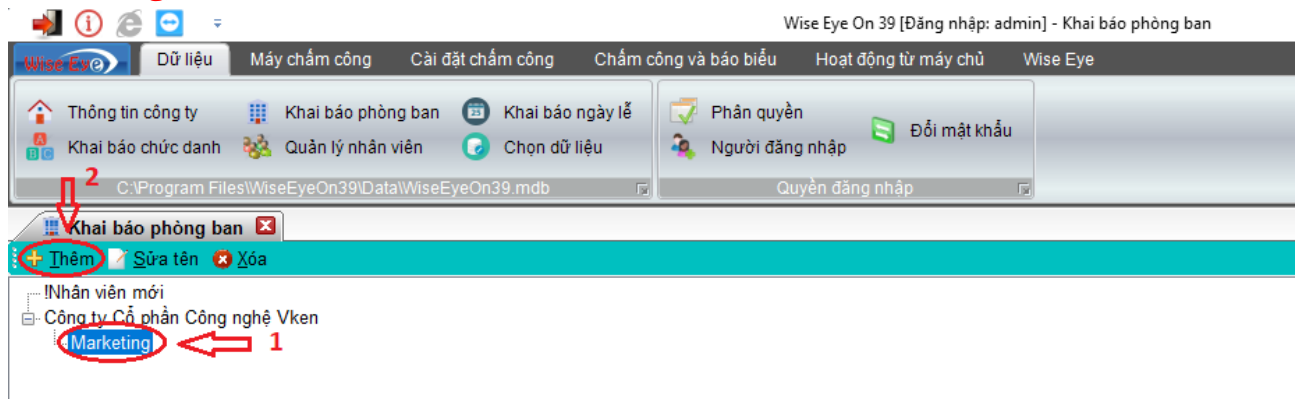 Wise Eye On 39 [Đăng nhập: admin] - Khai báo phòng ban
Wise Eye Dữ liệu Máy chấm công Cài đặt chấm công Chấm công và báo biểu Hoạt động từ máy chủ Wise Eye
Thông tin công ty Khai báo phòng ban 25 Khai báo ngày lễ Phân quyền
Đổi mật khẩu
A B C Khai báo chức danh Quản lý nhân viên Chọn dữ liệu Người đăng nhập
2
C:\Program Files\WiseEyeOn39\Data\WiseEyeOn39.mdb Quyền đăng nhập
Khai báo phòng ban
Thêm Sửa tên Xóa
!Nhân viên mới
Công ty Cổ phần Công nghệ Vken
Marketing 1